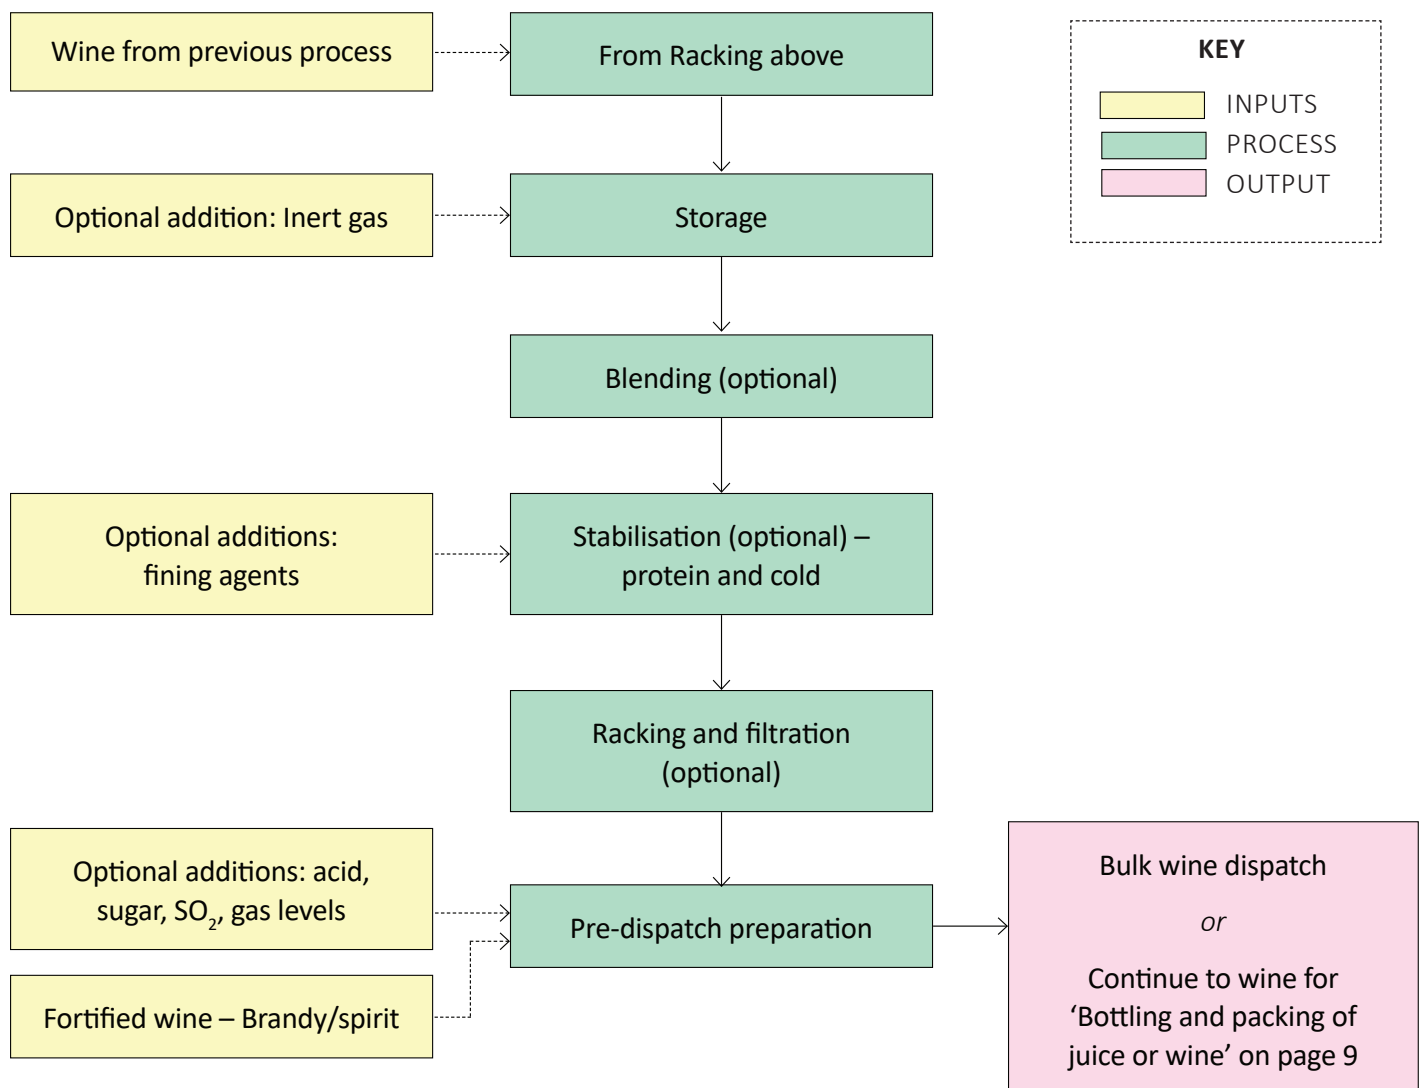 Wine from previous process
From Racking above
KEY
INPUTS
PROCESS
OUTPUT
Optional addition: Inert gas
Storage
Blending (optional)
Optional additions:
fining agents
Stabilisation (optional) –
protein and cold
Racking and filtration
(optional)
Optional additions: acid,
sugar, SO₂, gas levels
Fortified wine – Brandy/spirit
Pre-dispatch preparation
Bulk wine dispatch
or
Continue to wine for
‘Bottling and packing of
juice or wine’ on page 9